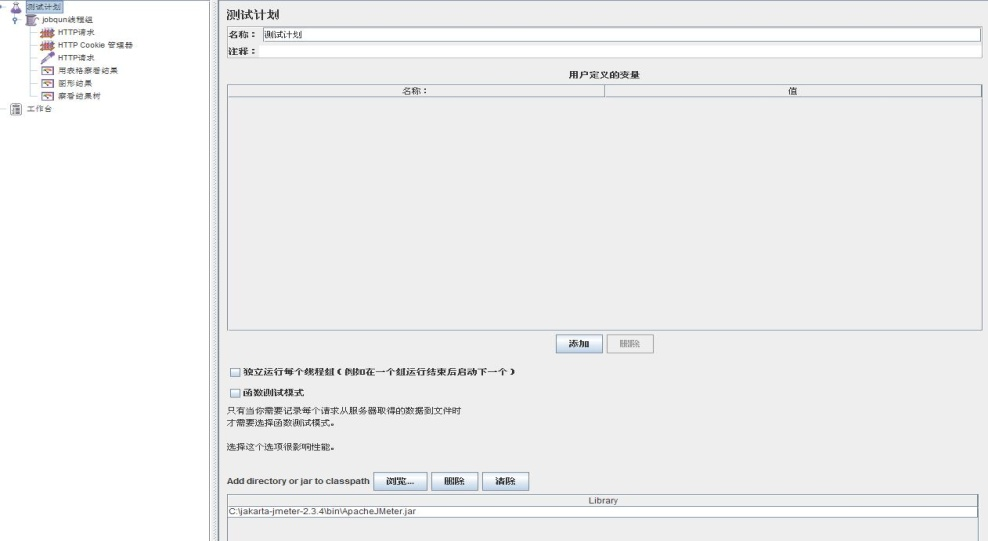 测试计划
jobqun线程组
HTTP请求
HTTP Cookie 管理器
HTTP请求
用表格察看结果
图形结果
察看结果树
工作台
测试计划
名称： 测试计划
注释：
用户定义的变量
名称： 值
添加 删除
独立运行每个线程组（例如在一个组运行结束后启动下一个）
函数测试模式
只有当你需要记录每个请求从服务器取得的数据到文件时
才需要选择函数测试模式。
选择这个选项很影响性能。
Add directory or jar to classpath 浏览... 删除 清除
Library
C:\jakarta-jmeter-2.3.4\bin\ApacheJMeter.jar